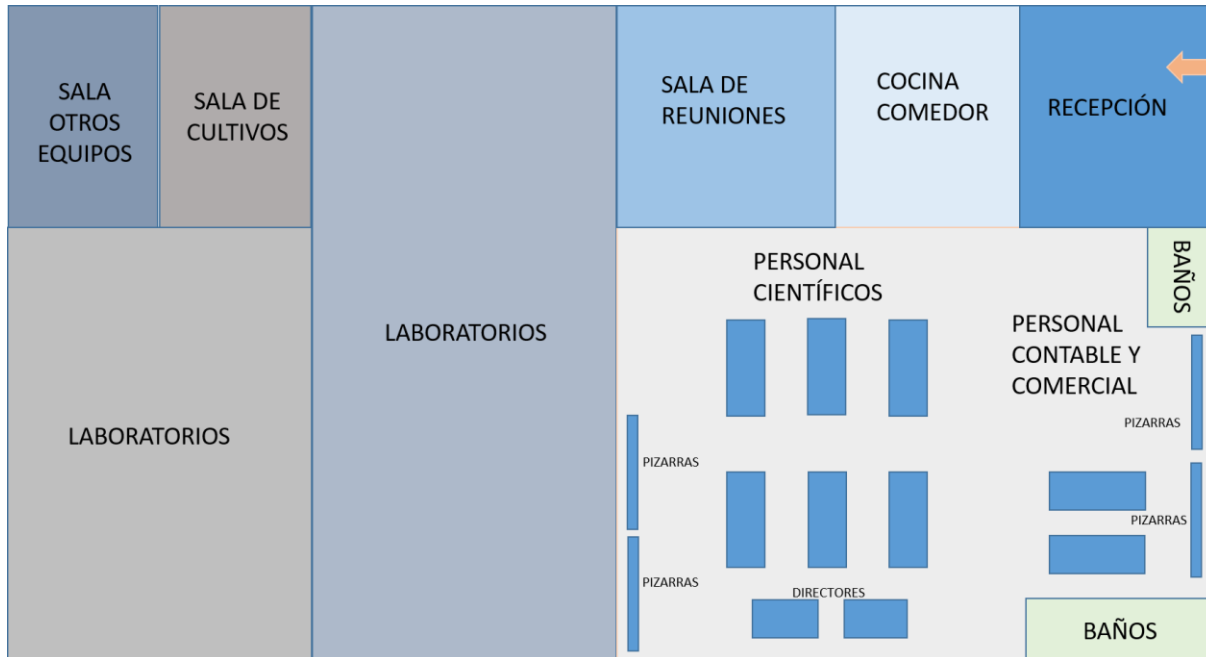 SALA
OTROS
EQUIPOS
SALA DE
CULTIVOS
SALA DE
REUNIONES
COCINA
COMEDOR
RECEPCIÓN
LABORATORIOS
LABORATORIOS
PERSONAL
CIENTÍFICOS
BAÑOS
PERSONAL
CONTABLE Y
COMERCIAL
PIZARRAS
PIZARRAS
PIZARRAS
PIZARRAS
DIRECTORES
BAÑOS